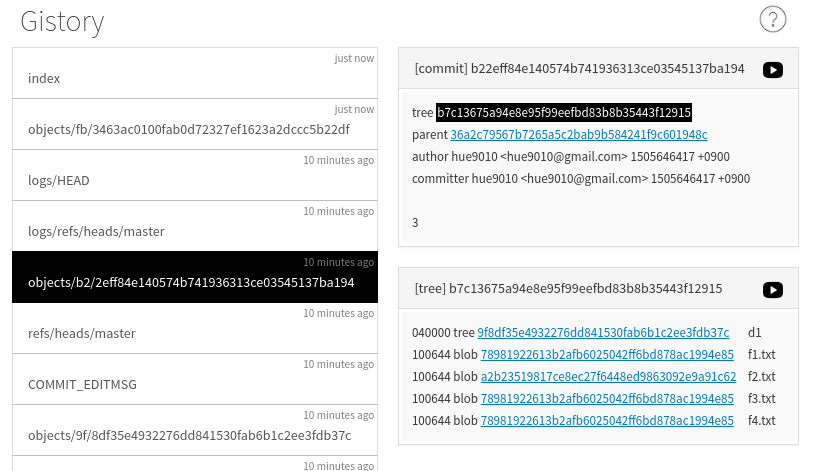 Gistory
?
just now
index
just now
objects/fb/3463ac0100fab0d72327ef1623a2dccc5b22df
10 minutes ago
logs/HEAD
10 minutes ago
logs/refs/heads/master
10 minutes ago
objects/b2/2eff84e140574b741936313ce03545137ba194
10 minutes ago
refs/heads/master
10 minutes ago
COMMIT_EDITMSG
10 minutes ago
objects/9f/8df35e4932276dd841530fab6b1c2ee3fdb37c
10 minutes ago
[commit] b22eff84e140574b741936313ce03545137ba194
tree b7c13675a94e8e95f99eefbd83b8b35443f12915
parent 36a2c79567b7265a5c2bab9b584241f9c601948c
author hue9010 <hue9010@gmail.com> 1505646417 +0900
committer hue9010 <hue9010@gmail.com> 1505646417 +0900
3
[tree] b7c13675a94e8e95f99eefbd83b8b35443f12915
040000 tree 9f8df35e4932276dd841530fab6b1c2ee3fdb37c d1
100644 blob 78981922613b2afb6025042ff6bd878ac1994e85 f1.txt
100644 blob a2b23519817ce8ec27f6448ed9863092e9a91c62 f2.txt
100644 blob 78981922613b2afb6025042ff6bd878ac1994e85 f3.txt
100644 blob 78981922613b2afb6025042ff6bd878ac1994e85 f4.txt